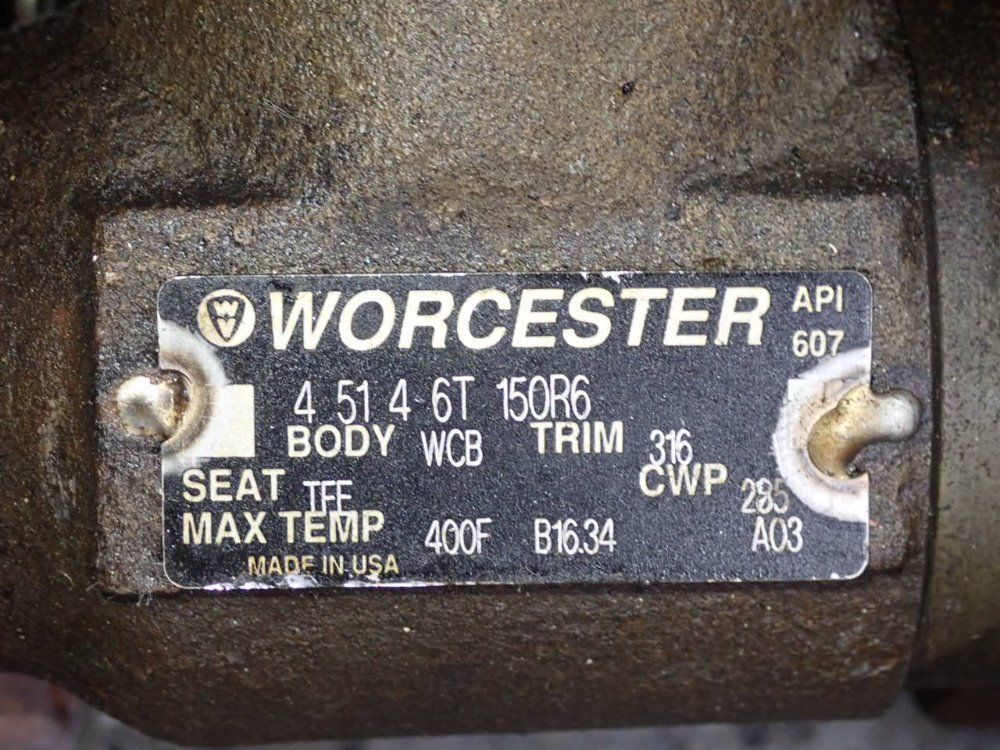 WORCESTER API
607
4 51 4 6T 150R6
BODY WCB TRIM 316
SEAT TFE CWP 285
MAX TEMP 400F B16.34 A03
MADE IN USA